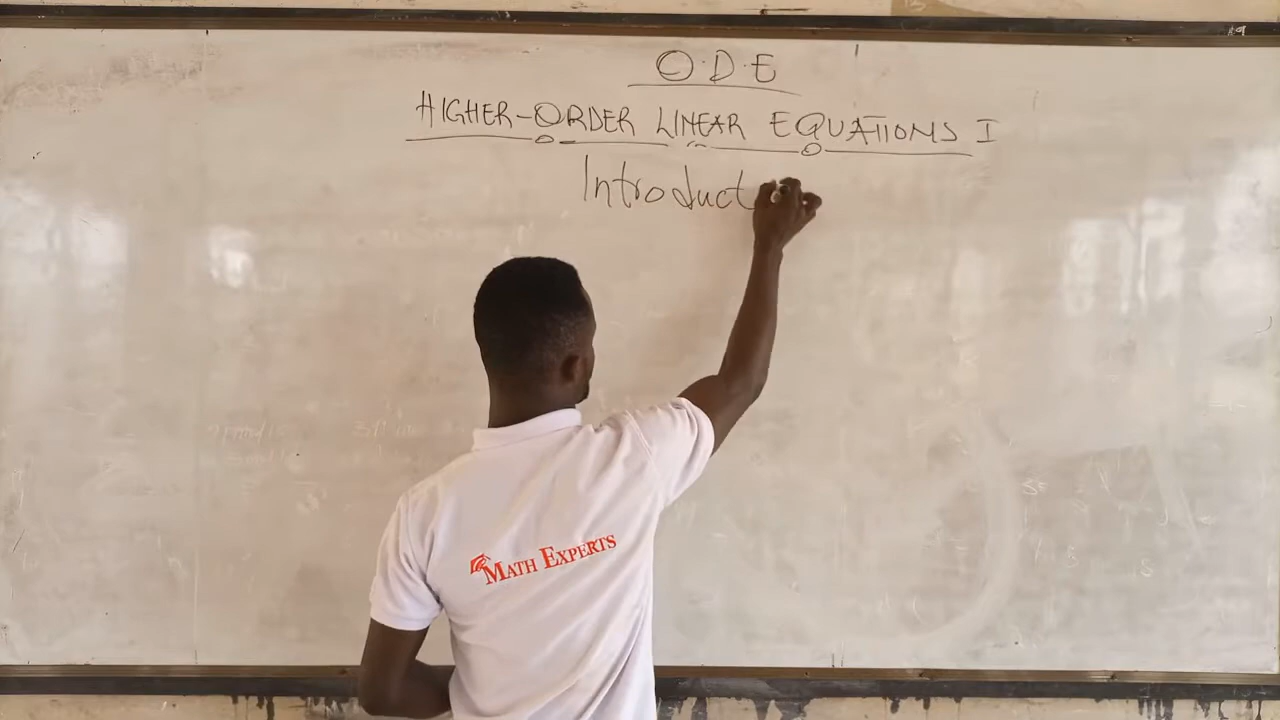 O.D.E
HIGHER-ORDER LINEAR EQUATIONS I
Introduct
MATH EXPERTS